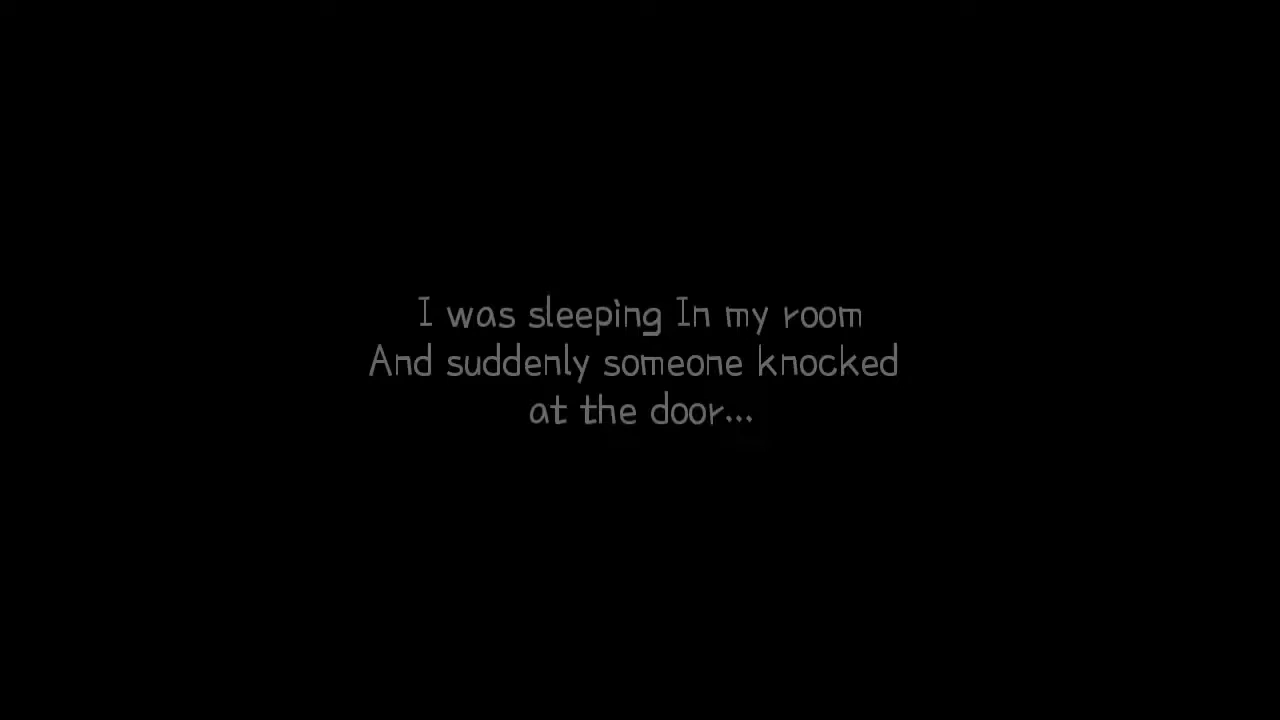 I was sleeping In my room
And suddenly someone knocked
at the door...